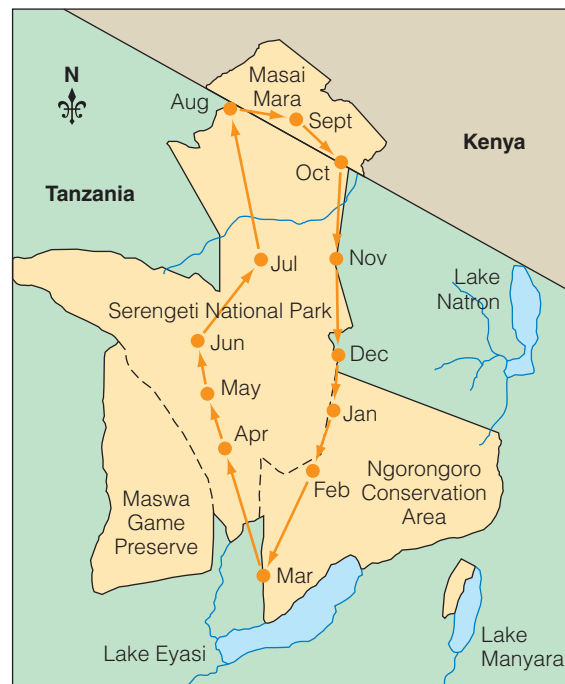 Masai
Mara
N
Aug
Sept
Kenya
Oct
Tanzania
Jul
Nov
Lake
Natron
Serengeti National Park
Jun
Dec
May
Jan
Apr
Feb
Ngorongoro
Conservation
Area
Maswa
Game
Preserve
Mar
Lake Eyasi
Lake
Manyara